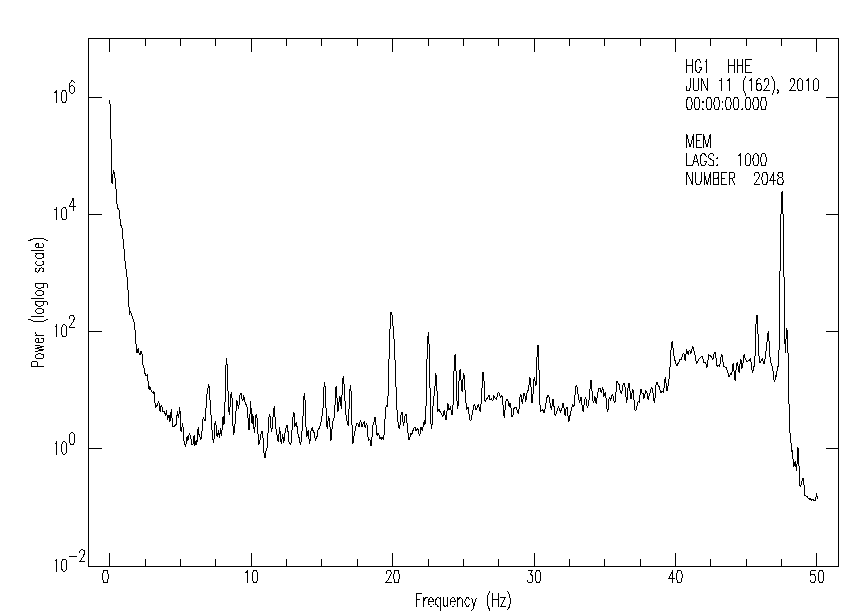 HG1 HHE
JUN 11 (162), 2010
00:00:00.000
MEM
LAGS: 1000
NUMBER 2048
10^6
10^4
10^2
10^0
10^-2
Power (loglog scale)
0 10 20 30 40 50
Frequency (Hz)